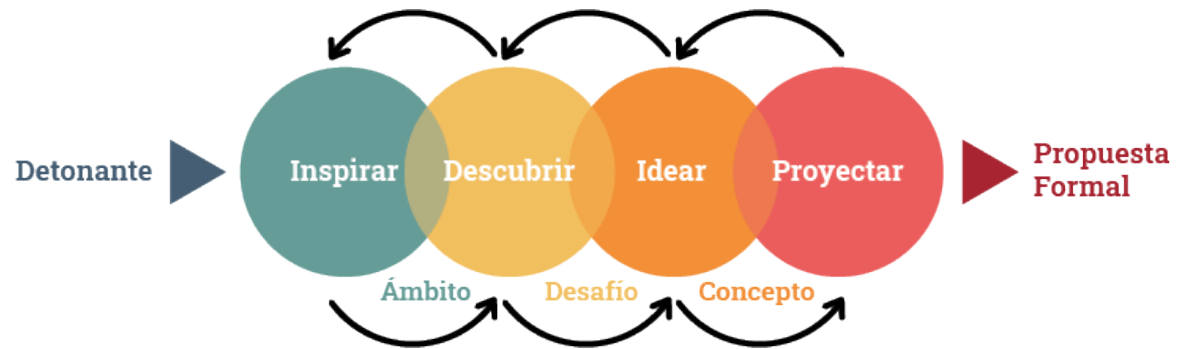 Detonante
Inspirar
Descubrir
Idear
Proyectar
Propuesta
Formal
Ámbito
Desafío
Concepto